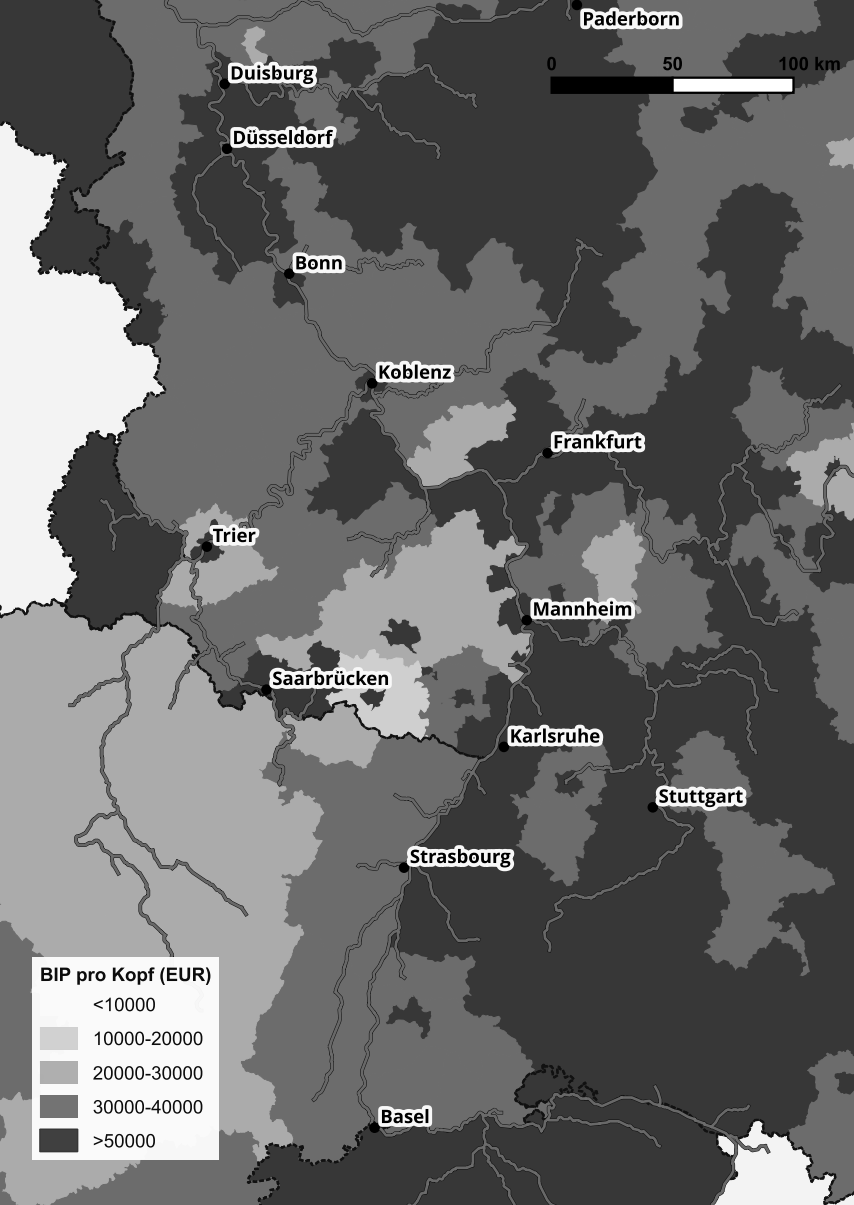 Paderborn
0 50 100 km
Duisburg
Düsseldorf
Bonn
Koblenz
Frankfurt
Trier
Mannheim
Saarbrücken
Karlsruhe
Stuttgart
Strasbourg
BIP pro Kopf (EUR)
<10000
10000-20000
20000-30000
30000-40000
>50000
Basel